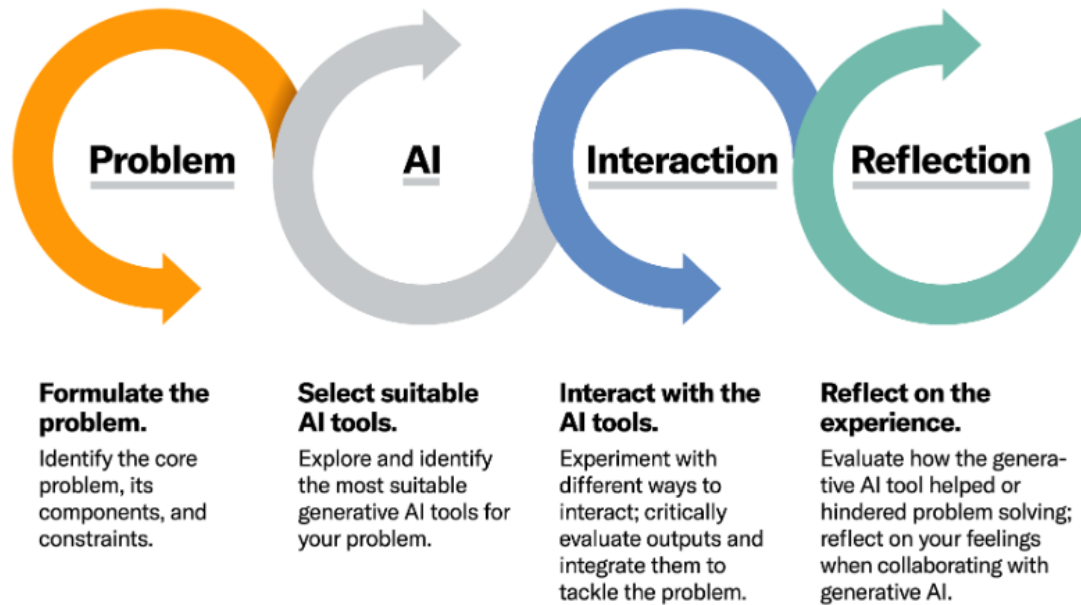 Problem
AI
Interaction
Reflection
Formulate the
problem.
Identify the core
problem, its
components, and
constraints.
Select suitable
AI tools.
Explore and identify
the most suitable
generative AI tools for
your problem.
Interact with the
AI tools.
Experiment with
different ways to
interact; critically
evaluate outputs and
integrate them to
tackle the problem.
Reflect on the
experience.
Evaluate how the genera-
tive AI tool helped or
hindered problem solving;
reflect on your feelings
when collaborating with
generative AI.